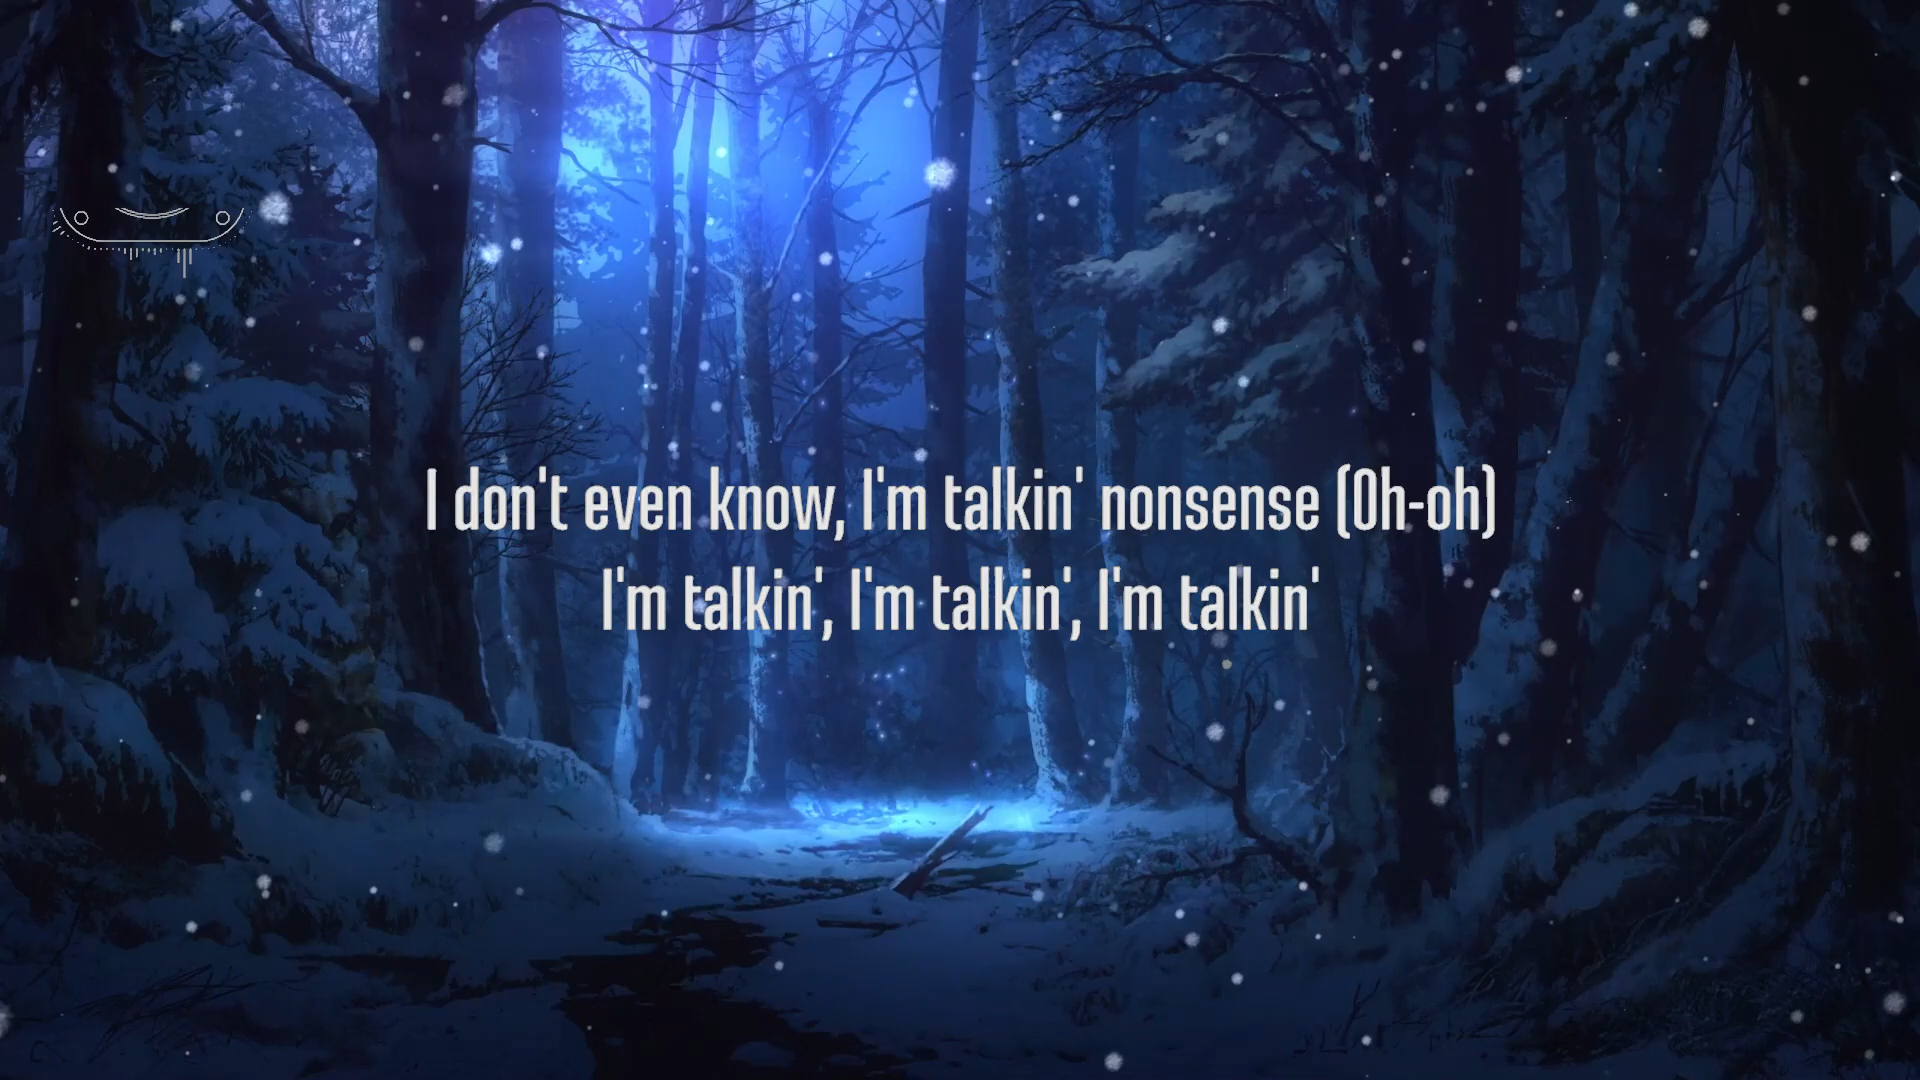 I don't even know, I'm talkin' nonsense (Oh-oh)
I'm talkin', I'm talkin', I'm talkin'